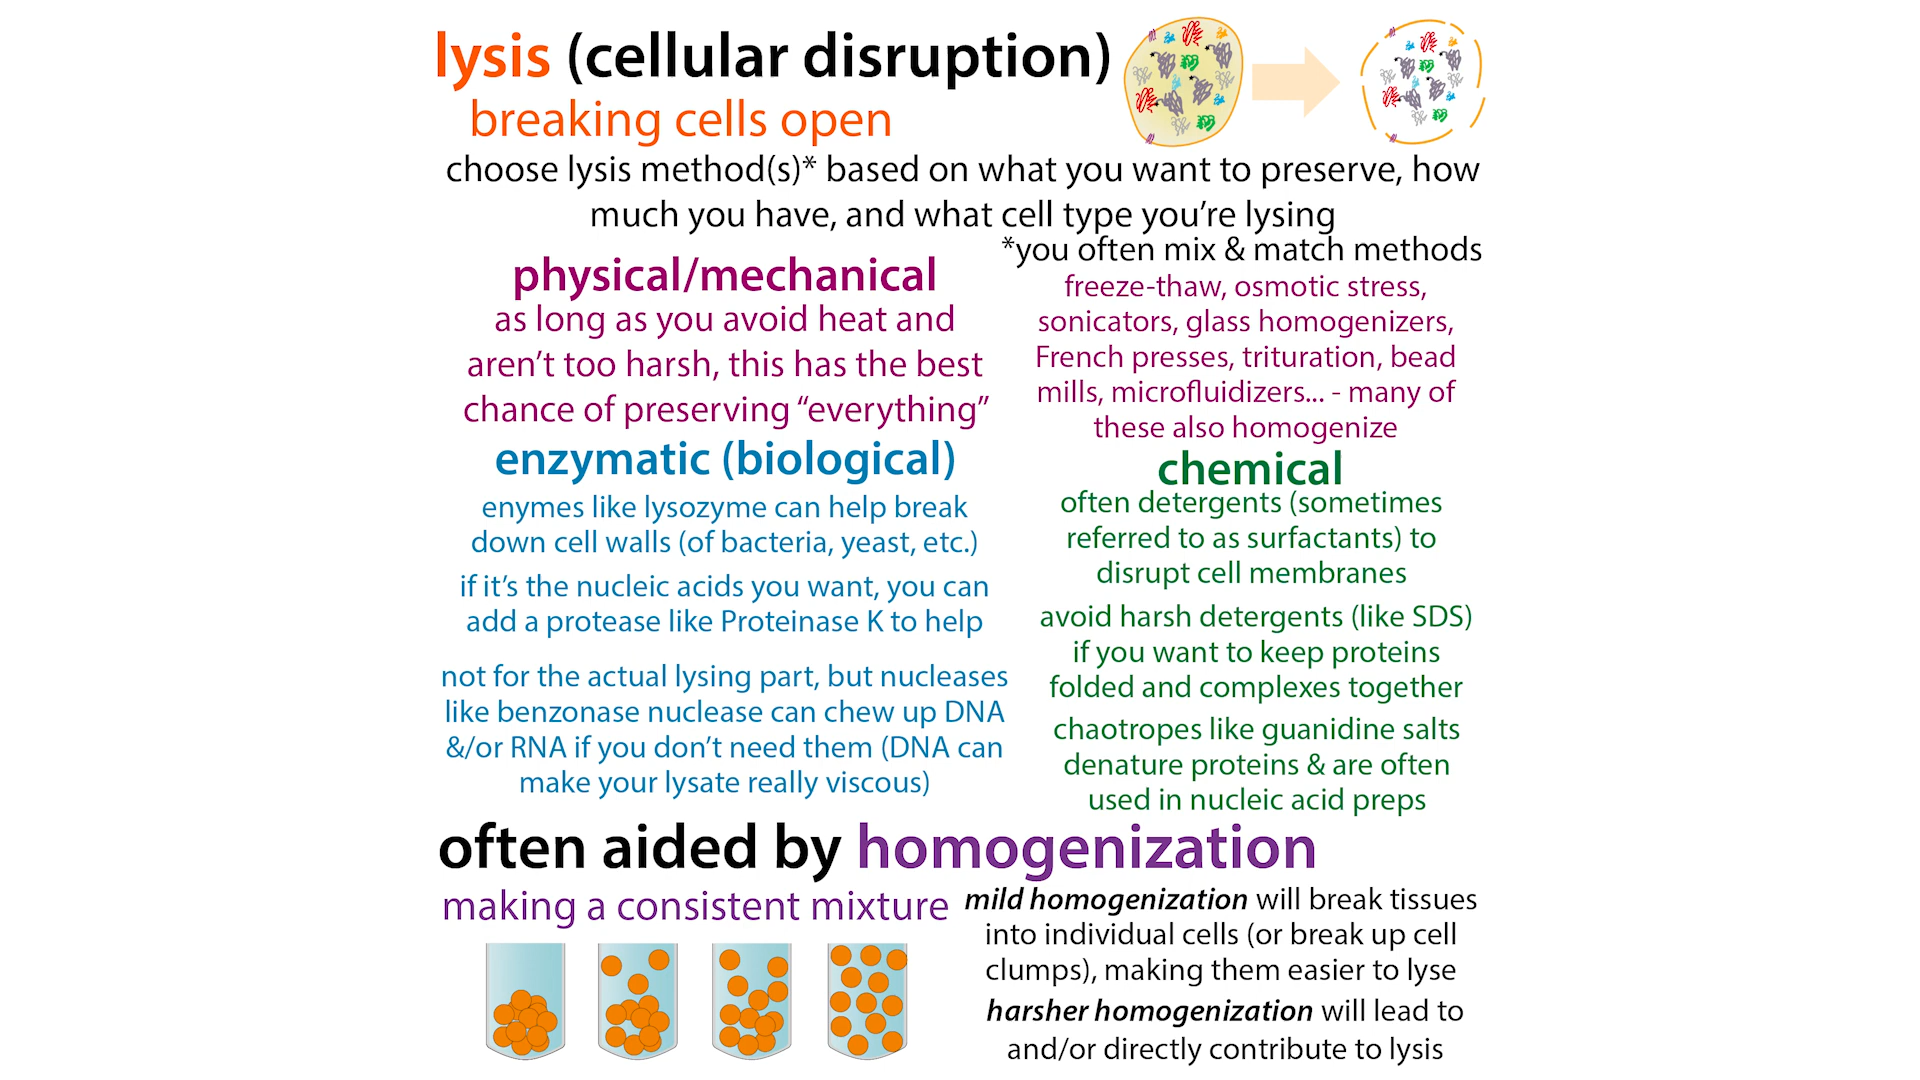 lysis (cellular disruption)
breaking cells open
choose lysis method(s)* based on what you want to preserve, how
much you have, and what cell type you're lysing
*you often mix & match methods
physical/mechanical
as long as you avoid heat and
aren't too harsh, this has the best
chance of preserving “everything”
freeze-thaw, osmotic stress,
sonicators, glass homogenizers,
French presses, trituration, bead
mills, microfluidizers... - many of
these also homogenize
enzymatic (biological)
enymes like lysozyme can help break
down cell walls (of bacteria, yeast, etc.)
if it's the nucleic acids you want, you can
add a protease like Proteinase K to help
not for the actual lysing part, but nucleases
like benzonase nuclease can chew up DNA
&/or RNA if you don't need them (DNA can
make your lysate really viscous)
chemical
often detergents (sometimes
referred to as surfactants) to
disrupt cell membranes
avoid harsh detergents (like SDS)
if you want to keep proteins
folded and complexes together
chaotropes like guanidine salts
denature proteins & are often
used in nucleic acid preps
often aided by homogenization
making a consistent mixture
mild homogenization will break tissues
into individual cells (or break up cell
clumps), making them easier to lyse
harsher homogenization will lead to
and/or directly contribute to lysis